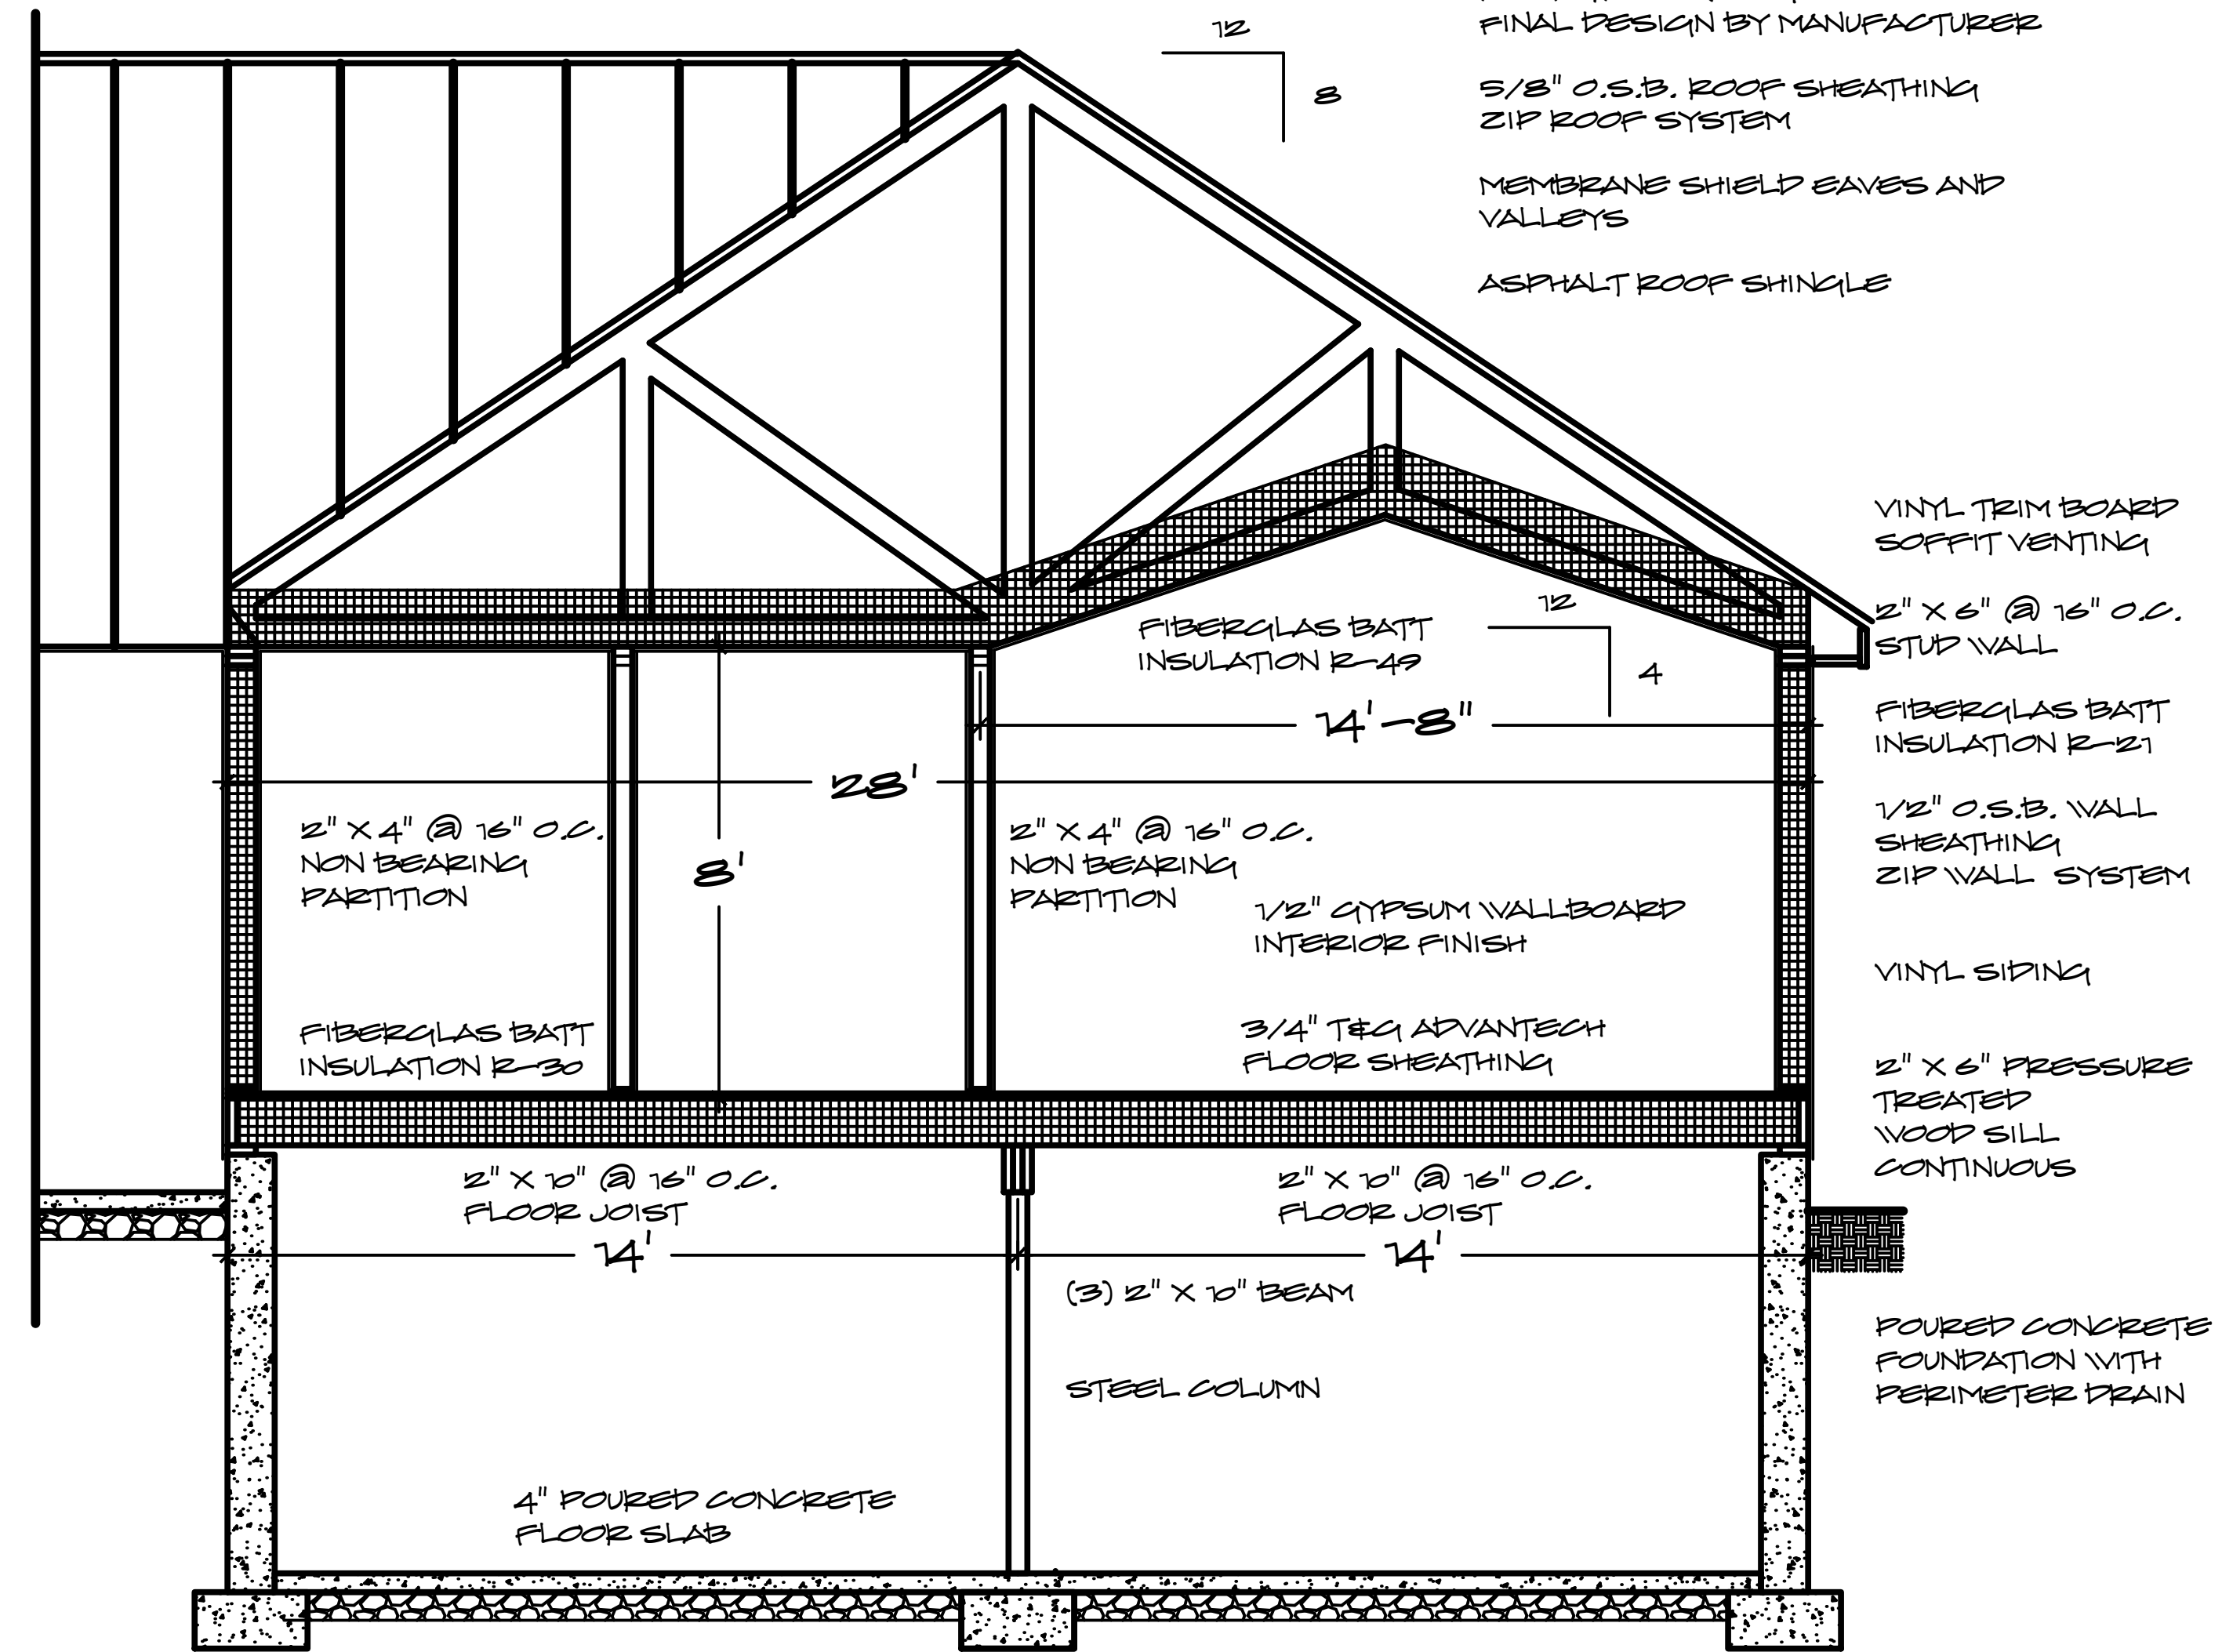 12
8
FINAL DESIGN BY MANUFACTURER
5/8" O.S.B. ROOF SHEATHING
ZIP ROOF SYSTEM
MEMBRANE SHIELD EAVES AND
VALLEYS
ASPHALT ROOF SHINGLE
VINYL TRIM BOARD
SOFFIT VENTING
2" X 6" @ 16" O.C.
STUD WALL
FIBERGLAS BATT
INSULATION R-21
1/2" O.S.B. WALL
SHEATHING
ZIP WALL SYSTEM
VINYL SIDING
2" X 6" PRESSURE
TREATED
WOOD SILL
CONTINUOUS
POURED CONCRETE
FOUNDATION WITH
PERIMETER DRAIN
FIBERGLAS BATT
INSULATION R-49
12
4
14'-8"
28'
2" X 4" @ 16" O.C.
NON BEARING
PARTITION
8'
2" X 4" @ 16" O.C.
NON BEARING
PARTITION
1/2" GYPSUM WALLBOARD
INTERIOR FINISH
FIBERGLAS BATT
INSULATION R-30
3/4" T&G ADVANTECH
FLOOR SHEATHING
2" X 10" @ 16" O.C.
FLOOR JOIST
2" X 10" @ 16" O.C.
FLOOR JOIST
14'
14'
(3) 2" X 10" BEAM
STEEL COLUMN
4" POURED CONCRETE
FLOOR SLAB